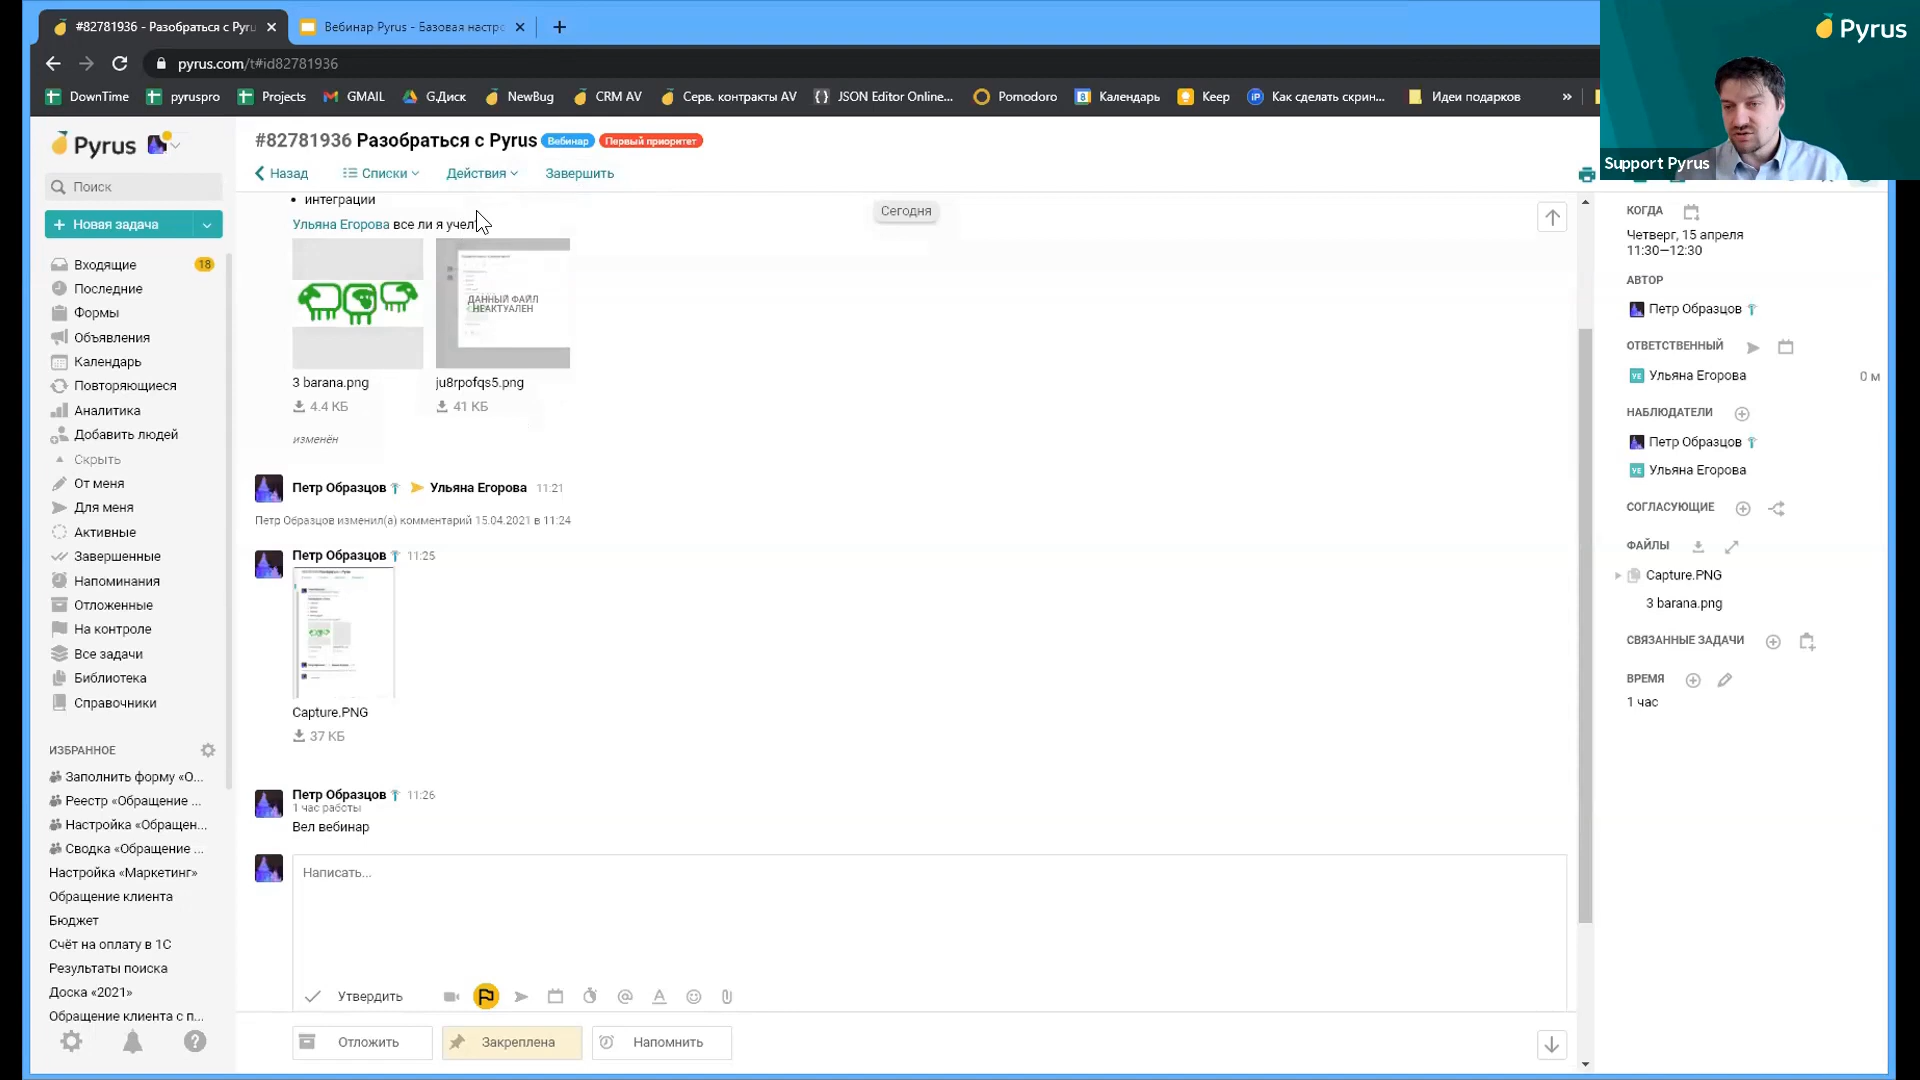 #82781936 - Разобраться с Pyru
Вебинар Pyrus - Базовая настро
pyrus.com/t#id82781936
DownTime
pyruspro
Projects
GMAIL
G.Диск
NewBug
CRM AV
Серв. контракты AV
JSON Editor Online...
Pomodoro
Календарь
Keep
Как сделать скрин...
Идеи подарков
»
Pyrus
Support Pyrus
Pyrus
Поиск
Новая задача
Входящие 18
Последние
Формы
Объявления
Календарь
Повторяющиеся
Аналитика
Добавить людей
Скрыть
От меня
Для меня
Активные
Завершенные
Напоминания
Отложенные
На контроле
Все задачи
Библиотека
Справочники
ИЗБРАННОЕ
Заполнить форму «О...
Реестр «Обращение ...
Настройка «Обращен...
Сводка «Обращение ...
Настройка «Маркетинг»
Обращение клиента
Бюджет
Счёт на оплату в 1С
Результаты поиска
Доска «2021»
Обращение клиента с п...
#82781936 Разобраться с Pyrus Вебинар Первый приоритет
Назад
Списки
Действия
Завершить
интеграции
Сегодня
Ульяна Егорова все ли я учел
ДАННЫЙ ФАЙЛ
НЕАКТУАЛЕН
3 barana.png
4.4 КБ
ju8rpofqs5.png
41 КБ
изменён
Петр Образцов Ульяна Егорова 11:21
Петр Образцов изменил(а) комментарий 15.04.2021 в 11:24
Петр Образцов 11:25
Capture.PNG
37 КБ
Петр Образцов 11:26
1 час работы
Вел вебинар
Написать...
Утвердить
Отложить
Закреплена
Напомнить
КОГДА
Четверг, 15 апреля
11:30—12:30
АВТОР
Петр Образцов
ОТВЕТСТВЕННЫЙ
Ульяна Егорова 0 м
НАБЛЮДАТЕЛИ
Петр Образцов
Ульяна Егорова
СОГЛАСУЮЩИЕ
ФАЙЛЫ
Capture.PNG
3 barana.png
СВЯЗАННЫЕ ЗАДАЧИ
ВРЕМЯ
1 час